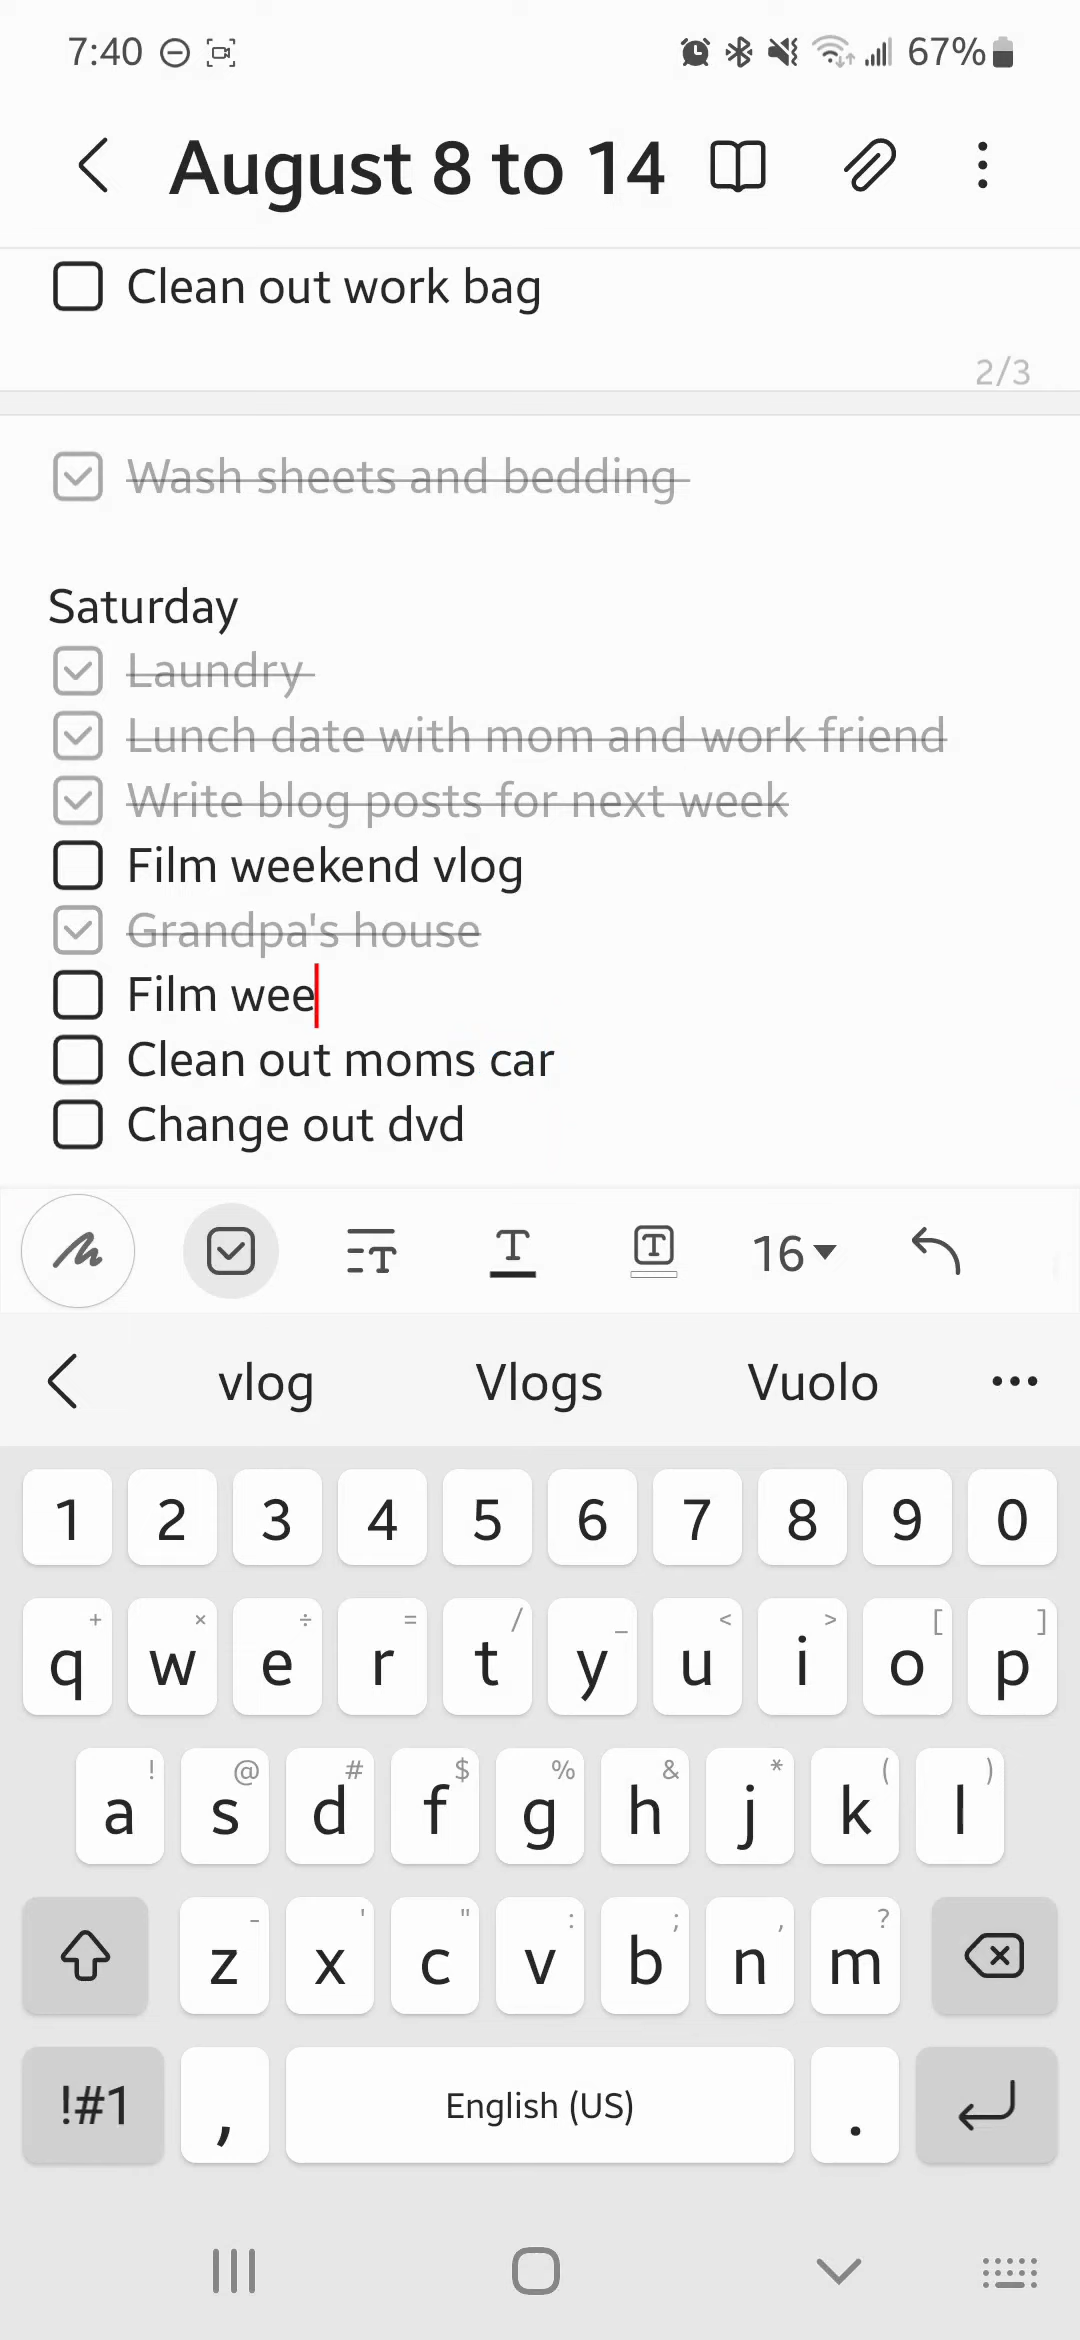 7:40 67%
August 8 to 14
Clean out work bag
2/3
Wash sheets and bedding
Saturday
Laundry
Lunch date with mom and work friend
Write blog posts for next week
Film weekend vlog
Grandpa's house
Film wee
Clean out moms car
Change out dvd
T T T 16
vlog Vlogs Vuolo
1 2 3 4 5 6 7 8 9 0
+ × ÷ = / _ < > [ ]
q w e r t y u i o p
! @ # $ % & * ( )
a s d f g h j k l
- ' " : ; , ?
z x c v b n m
!#1 , English (US) .